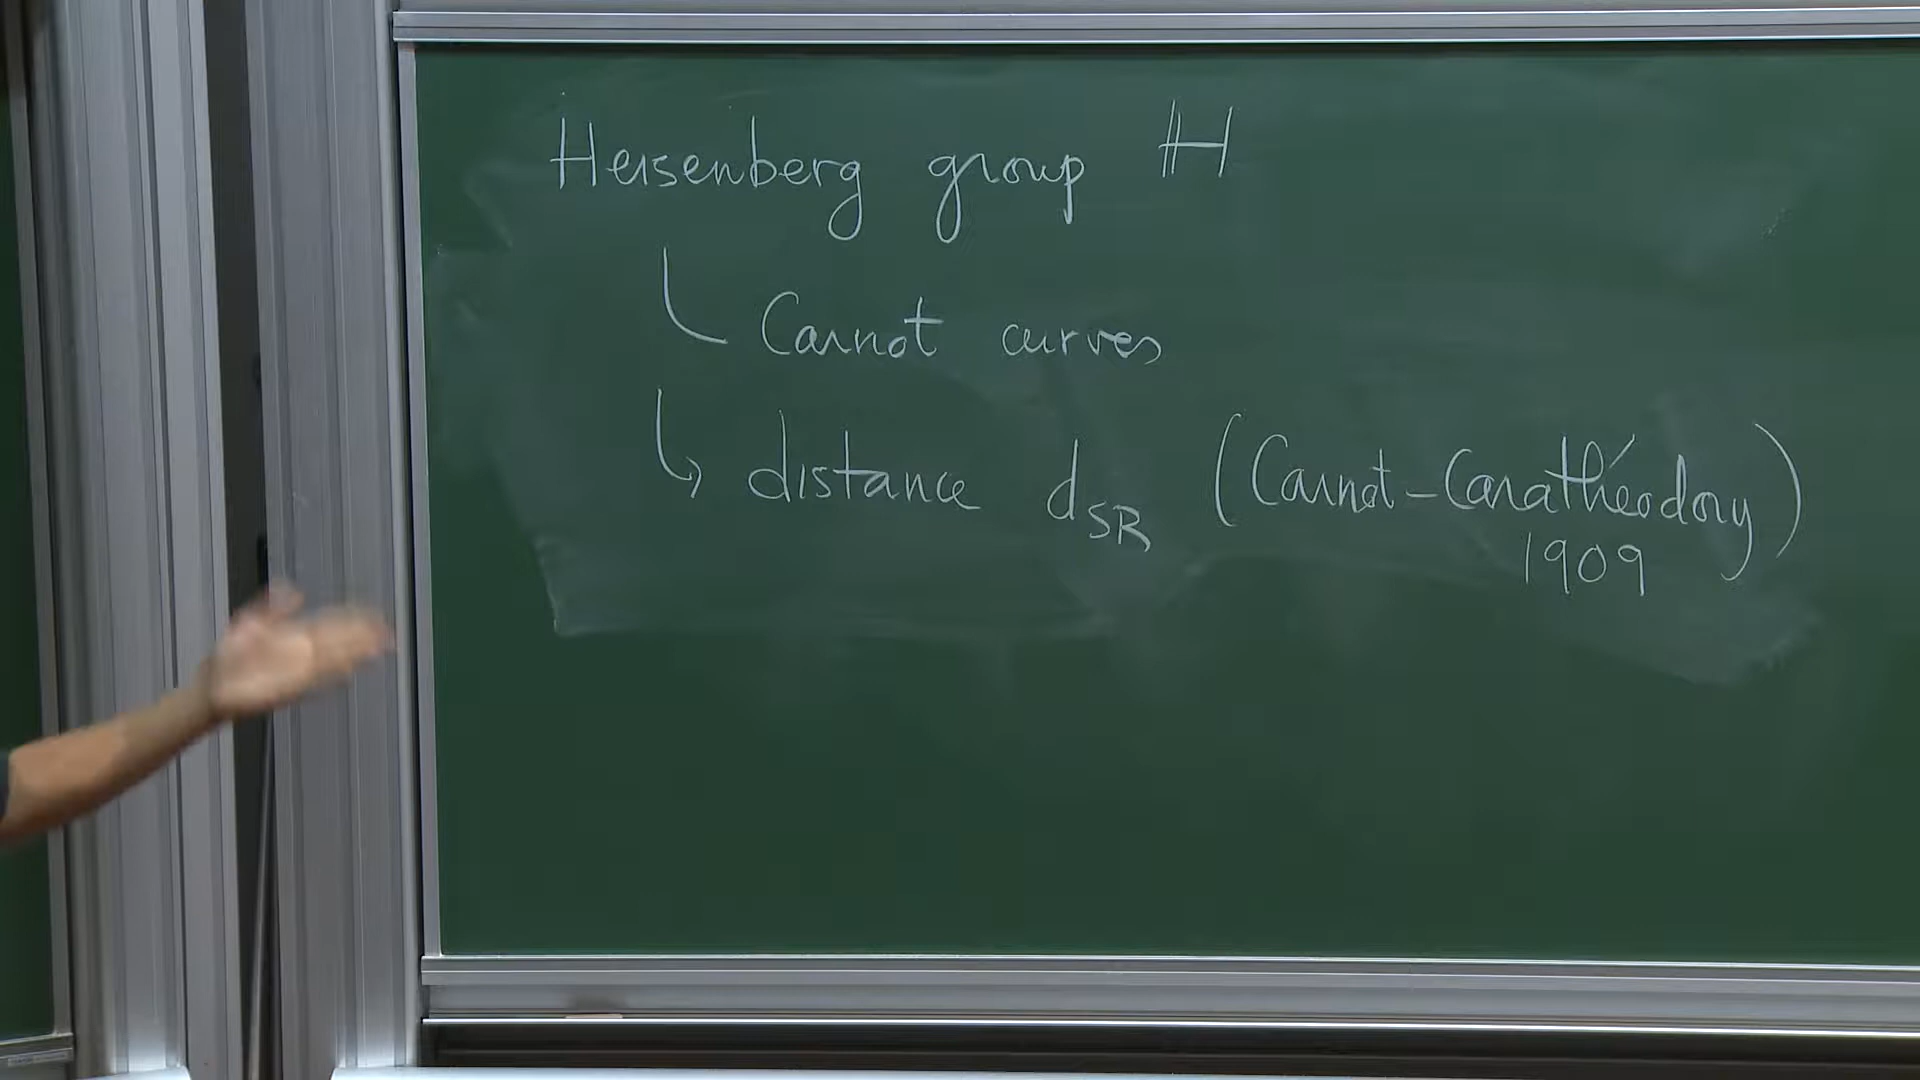 Heisenberg group ℍ
Carnot curves
distance d_SR (Carnot-Carathéodory)
1909